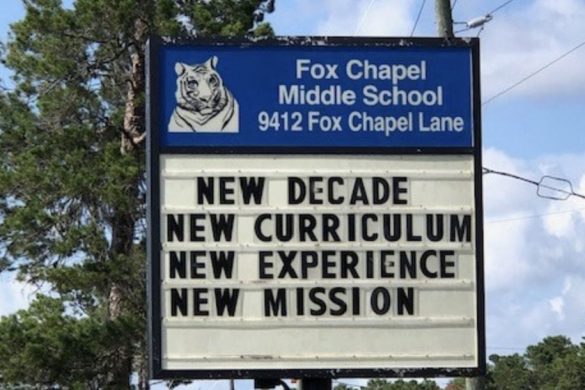 Fox Chapel
Middle School
9412 Fox Chapel Lane
NEW DECADE
NEW CURRICULUM
NEW EXPERIENCE
NEW MISSION